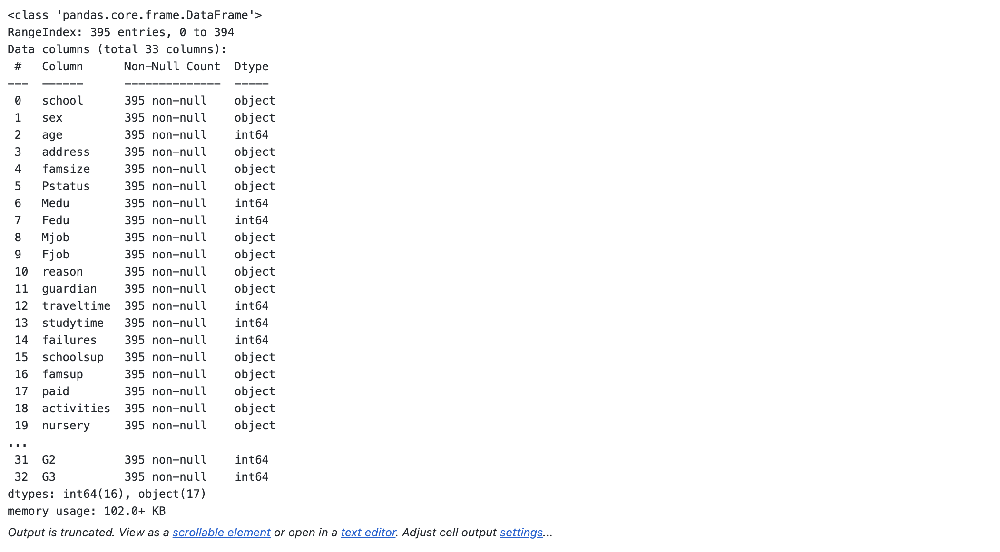 <class 'pandas.core.frame.DataFrame'>
RangeIndex: 395 entries, 0 to 394
Data columns (total 33 columns):
 #   Column      Non-Null Count  Dtype
---  ------      --------------  -----
 0   school      395 non-null    object
 1   sex         395 non-null    object
 2   age         395 non-null    int64
 3   address     395 non-null    object
 4   famsize     395 non-null    object
 5   Pstatus     395 non-null    object
 6   Medu        395 non-null    int64
 7   Fedu        395 non-null    int64
 8   Mjob        395 non-null    object
 9   Fjob        395 non-null    object
 10  reason      395 non-null    object
 11  guardian    395 non-null    object
 12  traveltime  395 non-null    int64
 13  studytime   395 non-null    int64
 14  failures    395 non-null    int64
 15  schoolsup   395 non-null    object
 16  famsup      395 non-null    object
 17  paid        395 non-null    object
 18  activities  395 non-null    object
 19  nursery     395 non-null    object
...
 31  G2          395 non-null    int64
 32  G3          395 non-null    int64
dtypes: int64(16), object(17)
memory usage: 102.0+ KB
Output is truncated. View as a scrollable element or open in a text editor. Adjust cell output settings...